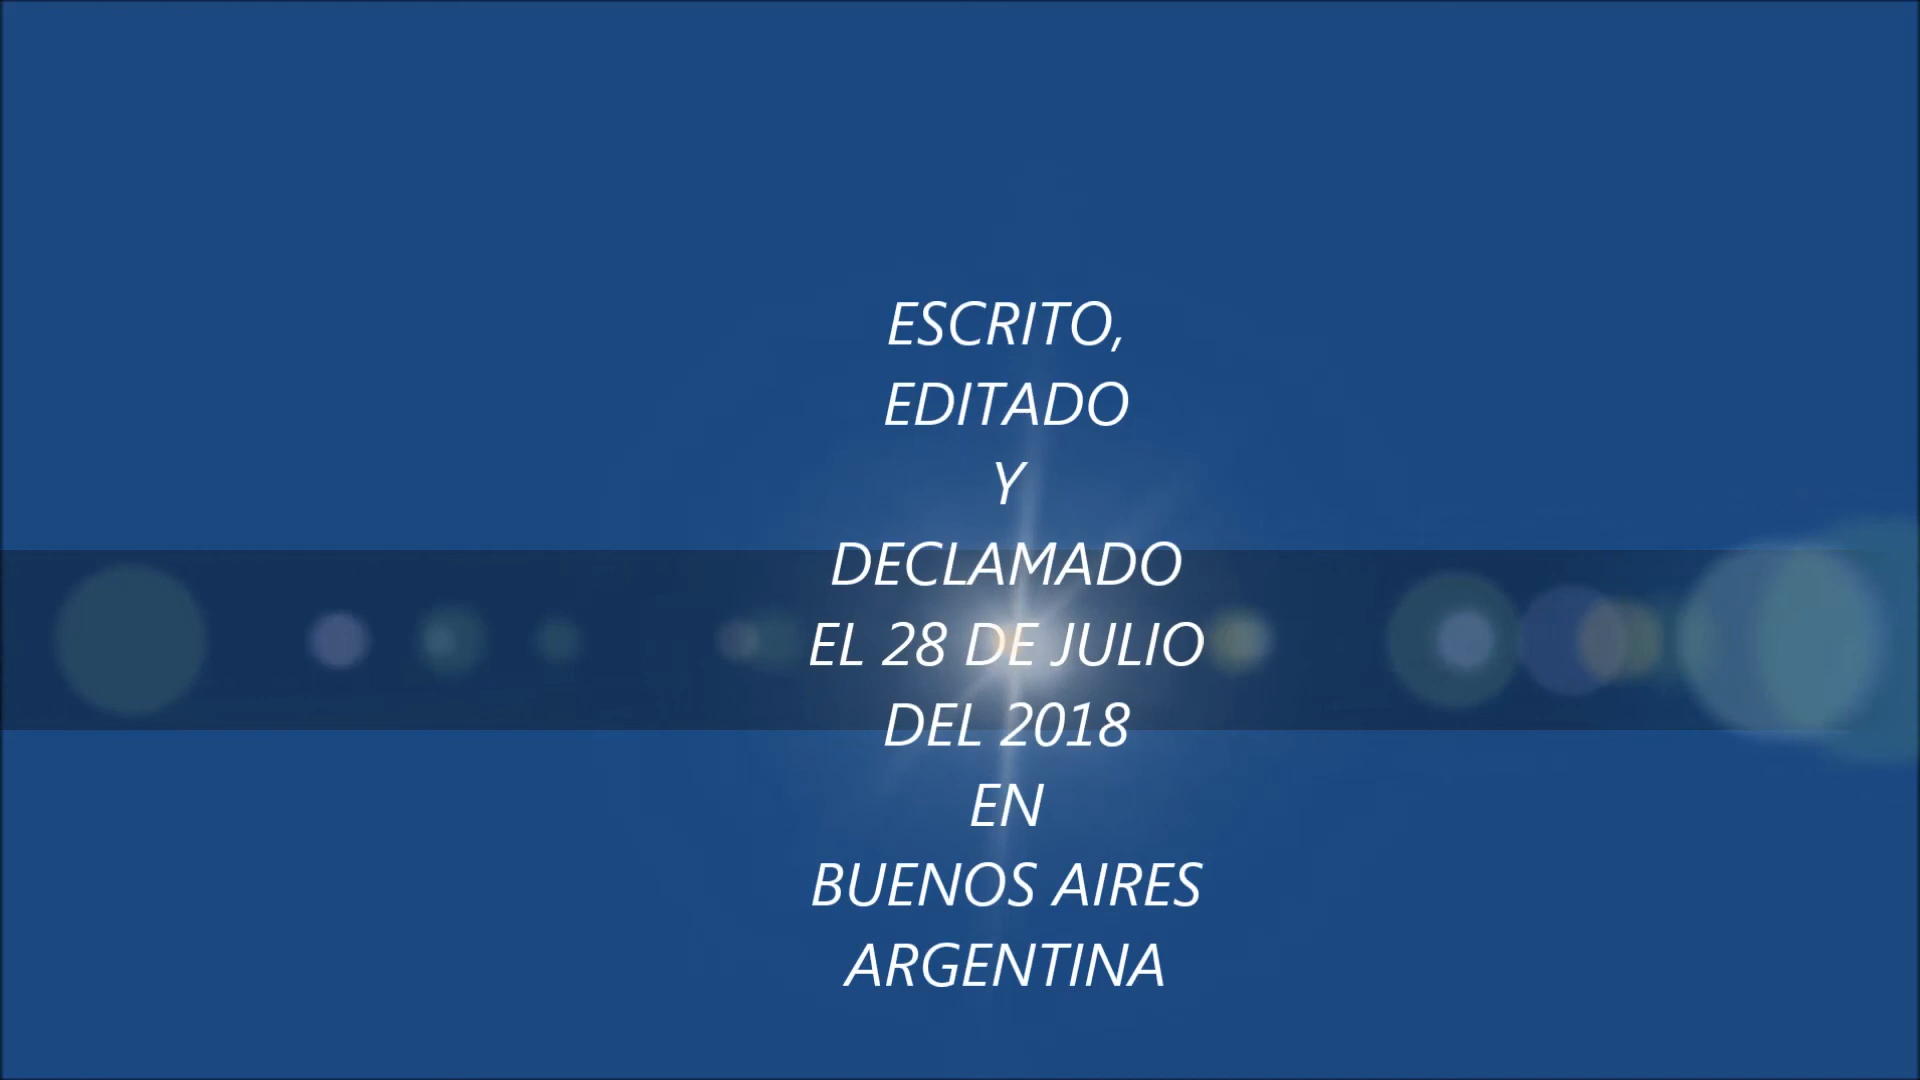 ESCRITO,
EDITADO
Y
DECLAMADO
EL 28 DE JULIO
DEL 2018
EN
BUENOS AIRES
ARGENTINA